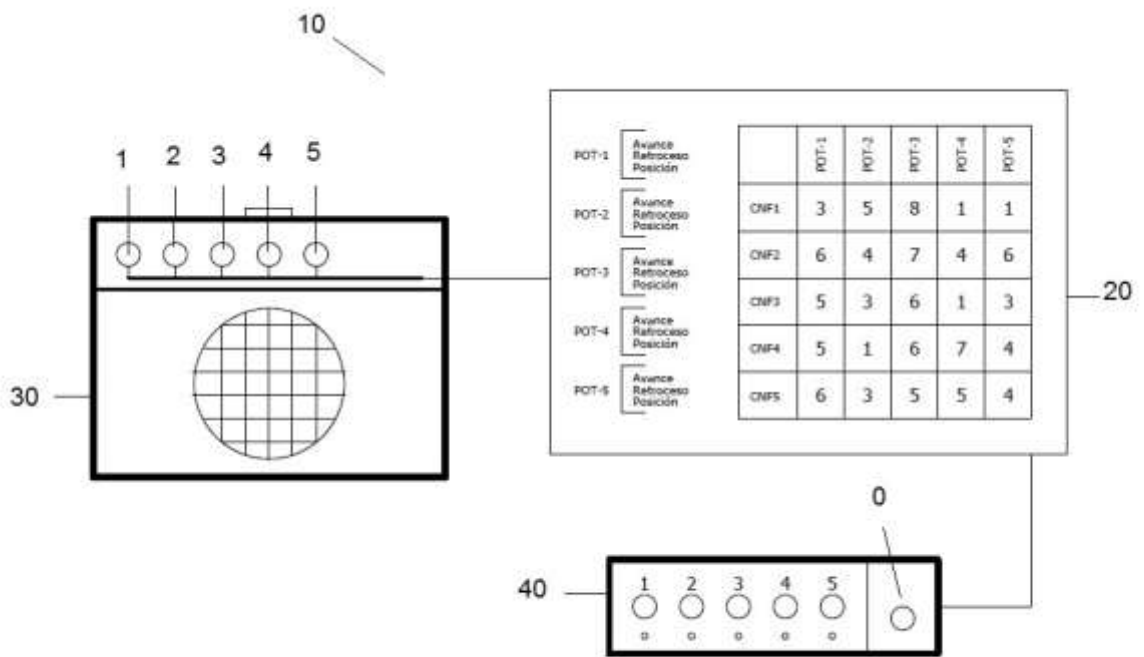 10
1 2 3 4 5
POT-1 Avance
Retroceso
Posición
POT-2 Avance
Retroceso
Posición
POT-3 Avance
Retroceso
Posición
POT-4 Avance
Retroceso
Posición
POT-5 Avance
Retroceso
Posición
POT-1 POT-2 POT-3 POT-4 POT-5
CNF1 3 5 8 1 1
CNF2 6 4 7 4 6
CNF3 5 3 6 1 3
CNF4 5 1 6 7 4
CNF5 6 3 5 5 4
20
30
0
40
1 2 3 4 5